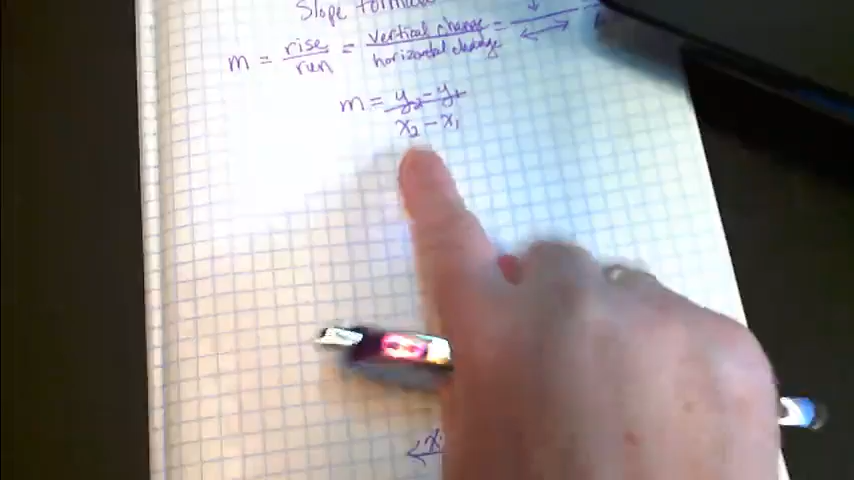 Slope formula
m = rise/run = vertical change/horizontal change =
m = y₂ - y₁/x₂ - x₁